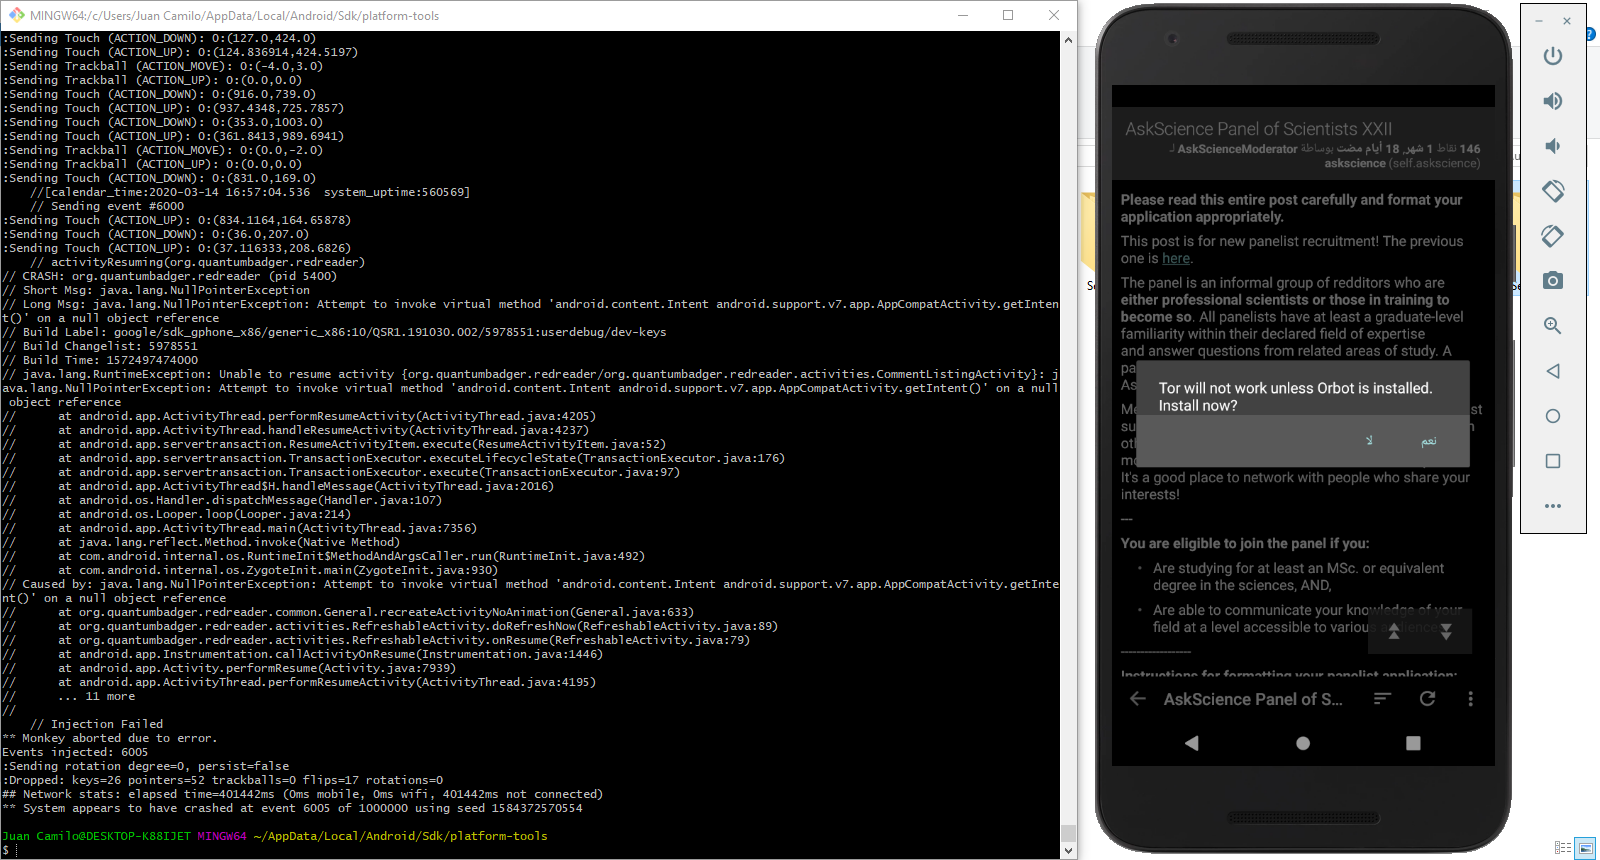 MINGW64:/c/Users/Juan Camilo/AppData/Local/Android/Sdk/platform-tools
:Sending Touch (ACTION_DOWN): 0:(127.0,424.0)
:Sending Touch (ACTION_UP): 0:(124.836914,424.5197)
:Sending Trackball (ACTION_MOVE): 0:(-4.0,3.0)
:Sending Trackball (ACTION_UP): 0:(0.0,0.0)
:Sending Touch (ACTION_DOWN): 0:(916.0,739.0)
:Sending Touch (ACTION_UP): 0:(937.4348,725.7857)
:Sending Touch (ACTION_DOWN): 0:(353.0,1003.0)
:Sending Touch (ACTION_UP): 0:(361.8413,989.6941)
:Sending Trackball (ACTION_MOVE): 0:(0.0,-2.0)
:Sending Trackball (ACTION_UP): 0:(0.0,0.0)
:Sending Touch (ACTION_DOWN): 0:(831.0,169.0)
//[calendar_time:2020-03-14 16:57:04.536  system_uptime:560569]
// Sending event #6000
:Sending Touch (ACTION_UP): 0:(834.1164,164.65878)
:Sending Touch (ACTION_DOWN): 0:(36.0,207.0)
:Sending Touch (ACTION_UP): 0:(37.116333,208.6826)
// activityResuming(org.quantumbadger.redreader)
// CRASH: org.quantumbadger.redreader (pid 5400)
// Short Msg: java.lang.NullPointerException
// Long Msg: java.lang.NullPointerException: Attempt to invoke virtual method 'android.content.Intent android.support.v7.app.AppCompatActivity.getInten
t()' on a null object reference
// Build Label: google/sdk_gphone_x86/generic_x86:10/QSR1.191030.002/5978551:userdebug/dev-keys
// Build Changelist: 5978551
// Build Time: 1572497474000
// java.lang.RuntimeException: Unable to resume activity {org.quantumbadger.redreader/org.quantumbadger.redreader.activities.CommentListingActivity}: j
ava.lang.NullPointerException: Attempt to invoke virtual method 'android.content.Intent android.support.v7.app.AppCompatActivity.getIntent()' on a null
object reference
//      at android.app.ActivityThread.performResumeActivity(ActivityThread.java:4205)
//      at android.app.ActivityThread.handleResumeActivity(ActivityThread.java:4237)
//      at android.app.servertransaction.ResumeActivityItem.execute(ResumeActivityItem.java:52)
//      at android.app.servertransaction.TransactionExecutor.executeLifecycleState(TransactionExecutor.java:176)
//      at android.app.servertransaction.TransactionExecutor.execute(TransactionExecutor.java:97)
//      at android.app.ActivityThread$H.handleMessage(ActivityThread.java:2016)
//      at android.os.Handler.dispatchMessage(Handler.java:107)
//      at android.os.Looper.loop(Looper.java:214)
//      at android.app.ActivityThread.main(ActivityThread.java:7356)
//      at java.lang.reflect.Method.invoke(Native Method)
//      at com.android.internal.os.RuntimeInit$MethodAndArgsCaller.run(RuntimeInit.java:492)
//      at com.android.internal.os.ZygoteInit.main(ZygoteInit.java:930)
// Caused by: java.lang.NullPointerException: Attempt to invoke virtual method 'android.content.Intent android.support.v7.app.AppCompatActivity.getInte
nt()' on a null object reference
//      at org.quantumbadger.redreader.common.General.recreateActivityNoAnimation(General.java:633)
//      at org.quantumbadger.redreader.activities.RefreshableActivity.doRefreshNow(RefreshableActivity.java:89)
//      at org.quantumbadger.redreader.activities.RefreshableActivity.onResume(RefreshableActivity.java:79)
//      at android.app.Instrumentation.callActivityOnResume(Instrumentation.java:1446)
//      at android.app.Activity.performResume(Activity.java:7939)
//      at android.app.ActivityThread.performResumeActivity(ActivityThread.java:4195)
//      ... 11 more
//
// Injection Failed
** Monkey aborted due to error.
Events injected: 6005
:Sending rotation degree=0, persist=false
:Dropped: keys=26 pointers=52 trackballs=0 flips=17 rotations=0
## Network stats: elapsed time=401442ms (0ms mobile, 0ms wifi, 401442ms not connected)
** System appears to have crashed at event 6005 of 1000000 using seed 1584372570554
Juan Camilo@DESKTOP-K88IJET MINGW64 ~/AppData/Local/Android/Sdk/platform-tools
$
AskScience Panel of Scientists XXII
146 نقاط 1 شهر, 18 أيام مضت بوساطة AskScienceModerator لـ
askscience (self.askscience)
Please read this entire post carefully and format your
application appropriately.
This post is for new panelist recruitment! The previous
one is here.
The panel is an informal group of redditors who are
either professional scientists or those in training to
become so. All panelists have at least a graduate-level
familiarity within their declared field of expertise
and answer questions from related areas of study. A
Tor will not work unless Orbot is installed.
Install now?
لا نعم
It's a good place to network with people who share your
interests!
---
You are eligible to join the panel if you:
• Are studying for at least an MSc. or equivalent
degree in the sciences, AND,
• Are able to communicate your knowledge of your
field at a level accessible to various audiences.
-------------------
Instructions for formatting your panelist application:
AskScience Panel of S...